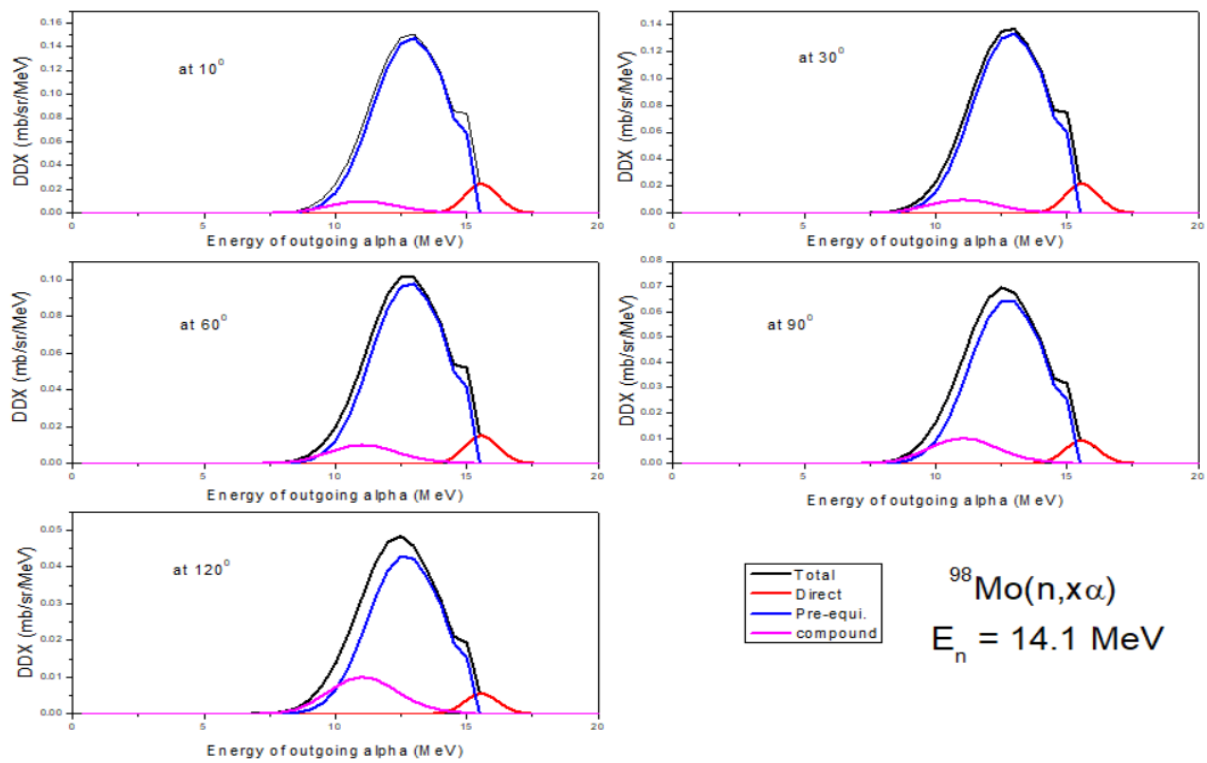 0.16
0.14
0.12
0.10
0.08
0.06
0.04
0.02
0.00
DDX (mb/sr/MeV)
at 10°
0 5 10 15 20
Energy of outgoing alpha (MeV)
0.14
0.12
0.10
0.08
0.06
0.04
0.02
0.00
DDX (mb/sr/MeV)
at 30°
0 5 10 15 20
Energy of outgoing alpha (MeV)
0.10
0.08
0.06
0.04
0.02
0.00
DDX (mb/sr/MeV)
at 60°
0 5 10 15 20
Energy of outgoing alpha (MeV)
0.08
0.07
0.06
0.05
0.04
0.03
0.02
0.01
0.00
DDX (mb/sr/MeV)
at 90°
0 5 10 15 20
Energy of outgoing alpha (MeV)
0.05
0.04
0.03
0.02
0.01
0.00
DDX (mb/sr/MeV)
at 120°
0 5 10 15 20
Energy of outgoing alpha (MeV)
Total
Direct
Pre-equi.
compound
⁹⁸Mo(n,xα)
Eₙ = 14.1 MeV